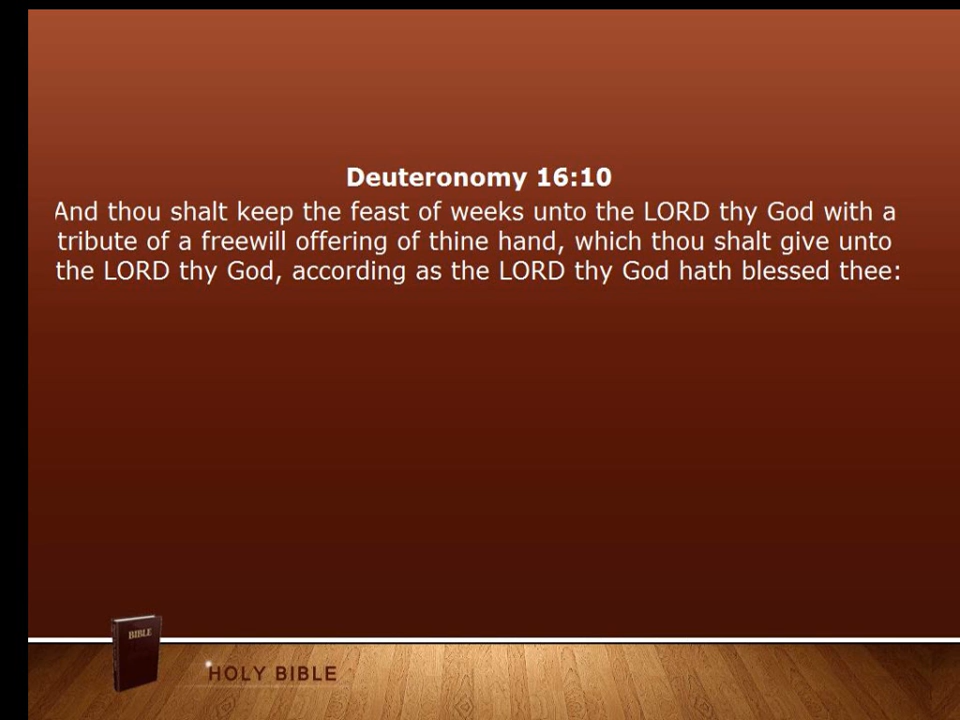 Deuteronomy 16:10
And thou shalt keep the feast of weeks unto the LORD thy God with a
tribute of a freewill offering of thine hand, which thou shalt give unto
the LORD thy God, according as the LORD thy God hath blessed thee:
BIBLE
HOLY BIBLE